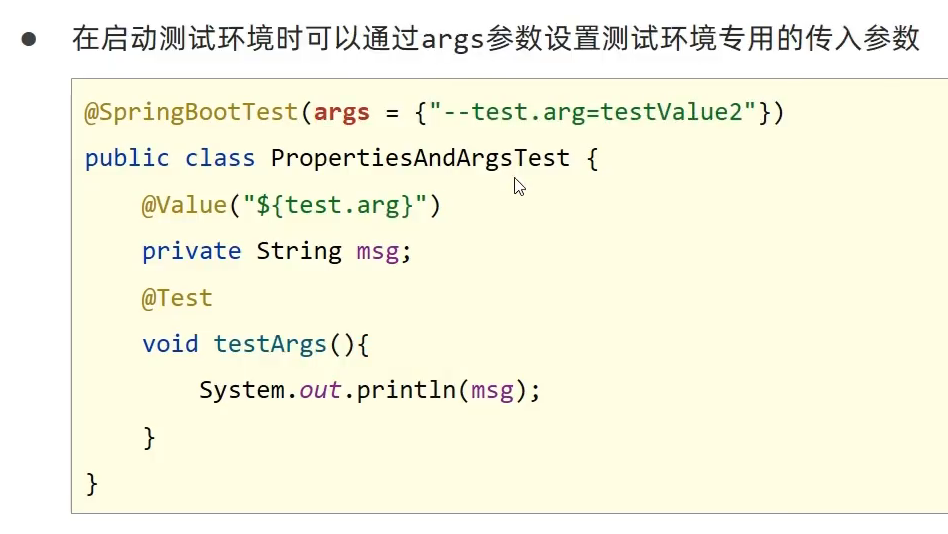 ● 在启动测试环境时可以通过args参数设置测试环境专用的传入参数
@SpringBootTest(args = {"--test.arg=testValue2"})
public class PropertiesAndArgsTest {
    @Value("${test.arg}")
    private String msg;
    @Test
    void testArgs(){
        System.out.println(msg);
    }
}